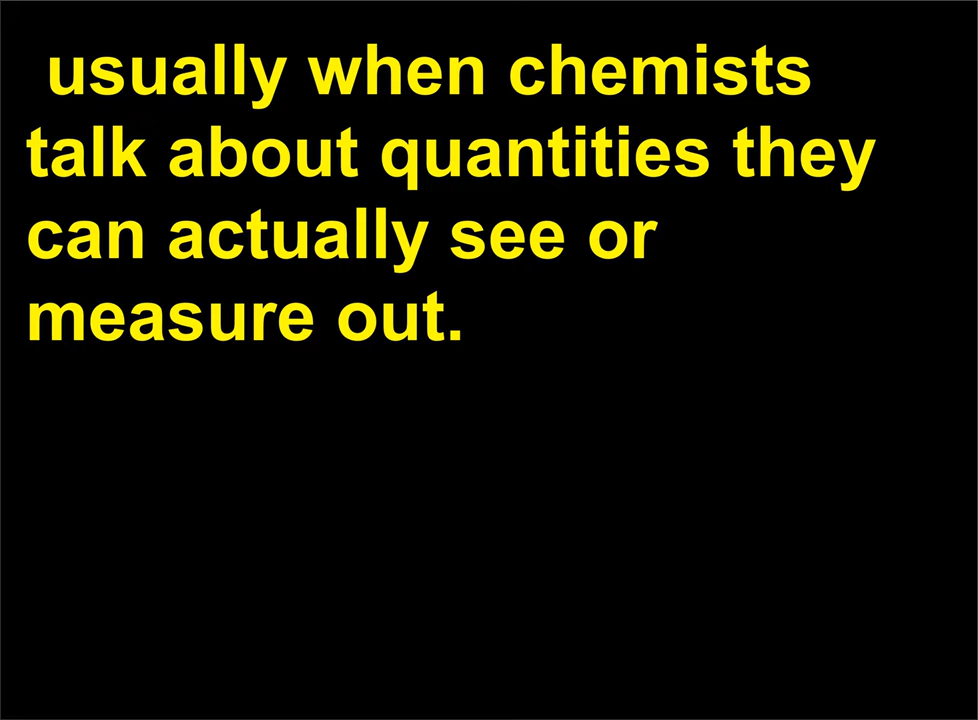 usually when chemists
talk about quantities they
can actually see or
measure out.